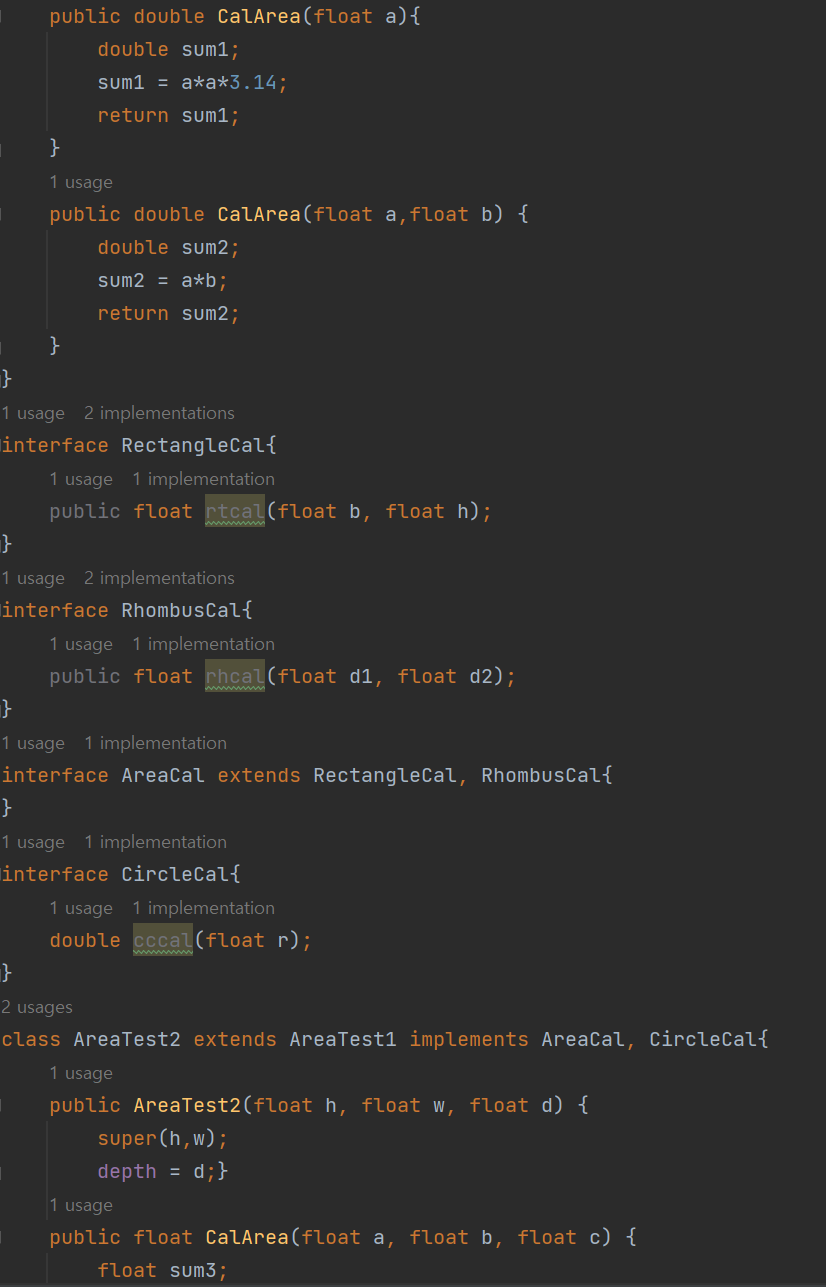 public double CalArea(float a){
double sum1;
sum1 = a*a*3.14;
return sum1;
}
1 usage
public double CalArea(float a,float b) {
double sum2;
sum2 = a*b;
return sum2;
}
}
1 usage 2 implementations
interface RectangleCal{
1 usage 1 implementation
public float rtcal(float b, float h);
}
1 usage 2 implementations
interface RhombusCal{
1 usage 1 implementation
public float rhcal(float d1, float d2);
}
1 usage 1 implementation
interface AreaCal extends RectangleCal, RhombusCal{
}
1 usage 1 implementation
interface CircleCal{
1 usage 1 implementation
double cccal(float r);
}
2 usages
class AreaTest2 extends AreaTest1 implements AreaCal, CircleCal{
1 usage
public AreaTest2(float h, float w, float d) {
super(h,w);
depth = d;}
1 usage
public float CalArea(float a, float b, float c) {
float sum3;